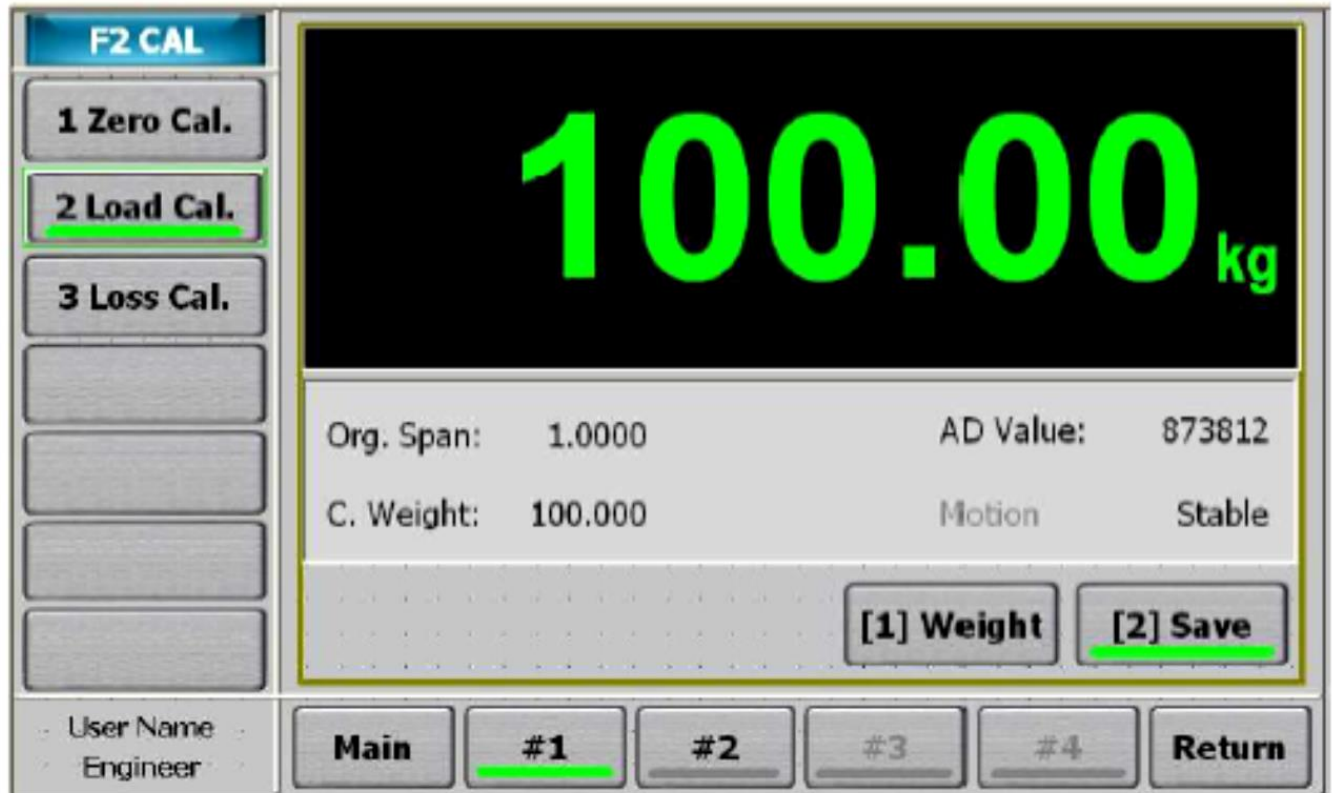 F2 CAL
1 Zero Cal.
2 Load Cal.
3 Loss Cal.
100.00 kg
Org. Span: 1.0000 AD Value: 873812
C. Weight: 100.000 Motion Stable
[1] Weight [2] Save
User Name
Engineer
Main #1 #2 #3 #4 Return